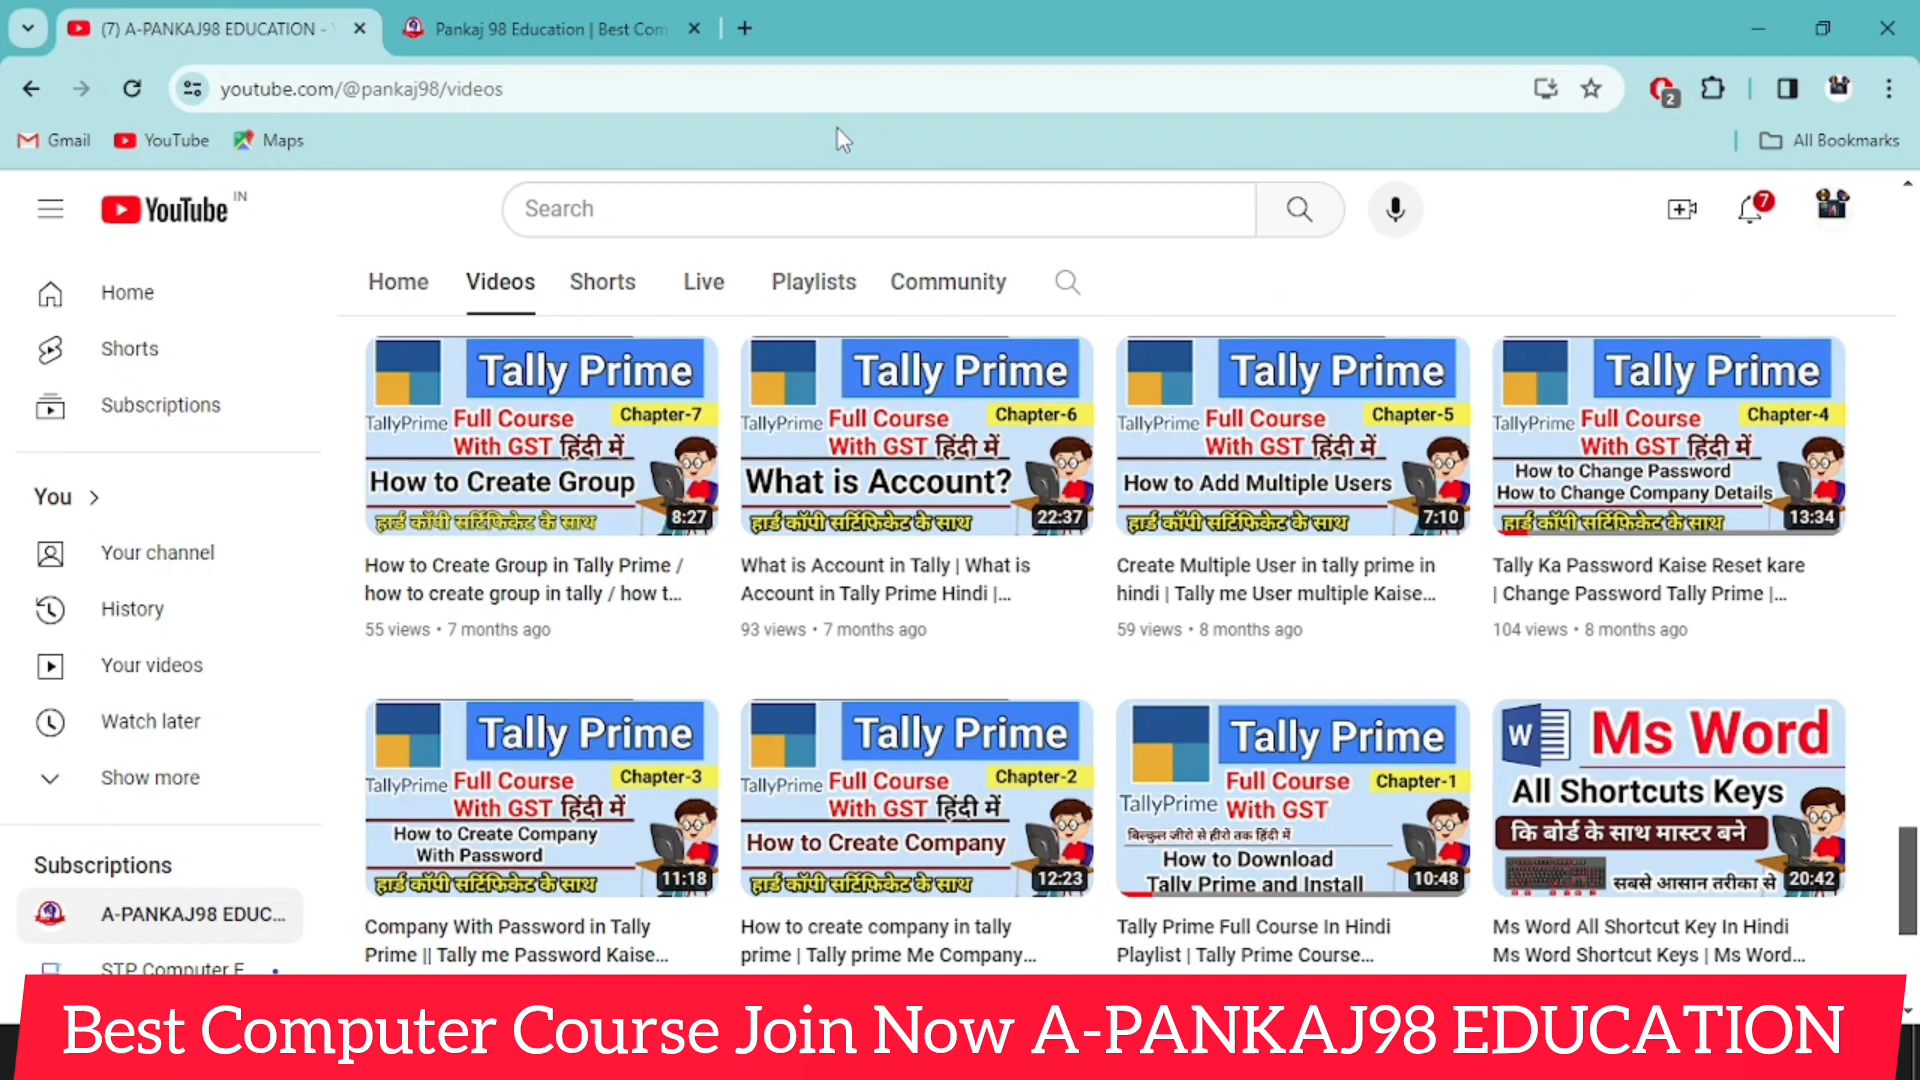 (7) A-PANKAJ98 EDUCATION -
Pankaj 98 Education | Best Com
youtube.com/@pankaj98/videos
2
Gmail
YouTube
Maps
All Bookmarks
YouTube IN
Search
7
Home
Shorts
Subscriptions
You
Your channel
History
Your videos
Watch later
Show more
Subscriptions
A-PANKAJ98 EDUC...
STP Computer E
Home
Videos
Shorts
Live
Playlists
Community
Tally Prime
TallyPrime
Full Course
Chapter-7
With GST हिंदी में
How to Create Group
हार्ड कॉपी सर्टिफिकेट के साथ
8:27
How to Create Group in Tally Prime /
how to create group in tally / how t...
55 views • 7 months ago
Tally Prime
TallyPrime
Full Course
Chapter-6
With GST हिंदी में
What is Account?
हार्ड कॉपी सर्टिफिकेट के साथ
22:37
What is Account in Tally | What is
Account in Tally Prime Hindi |...
93 views • 7 months ago
Tally Prime
TallyPrime
Full Course
Chapter-5
With GST हिंदी में
How to Add Multiple Users
हार्ड कॉपी सर्टिफिकेट के साथ
7:10
Create Multiple User in tally prime in
hindi | Tally me User multiple Kaise...
59 views • 8 months ago
Tally Prime
TallyPrime
Full Course
Chapter-4
With GST हिंदी में
How to Change Password
How to Change Company Details
हार्ड कॉपी सर्टिफिकेट के साथ
13:34
Tally Ka Password Kaise Reset kare
| Change Password Tally Prime |...
104 views • 8 months ago
Tally Prime
TallyPrime
Full Course
Chapter-3
With GST हिंदी में
How to Create Company
With Password
हार्ड कॉपी सर्टिफिकेट के साथ
11:18
Company With Password in Tally
Prime || Tally me Password Kaise...
Tally Prime
TallyPrime
Full Course
Chapter-2
With GST हिंदी में
How to Create Company
हार्ड कॉपी सर्टिफिकेट के साथ
12:23
How to create company in tally
prime | Tally prime Me Company...
Tally Prime
TallyPrime
Full Course
Chapter-1
With GST
बिल्कुल जीरो से हीरो तक हिंदी में
How to Download
Tally Prime and Install
10:48
Tally Prime Full Course In Hindi
Playlist | Tally Prime Course...
W
Ms Word
All Shortcuts Keys
कि बोर्ड के साथ मास्टर बने
सबसे आसान तरीका से
20:42
Ms Word All Shortcut Key In Hindi
Ms Word Shortcut Keys | Ms Word...
Best Computer Course Join Now A-PANKAJ98 EDUCATION